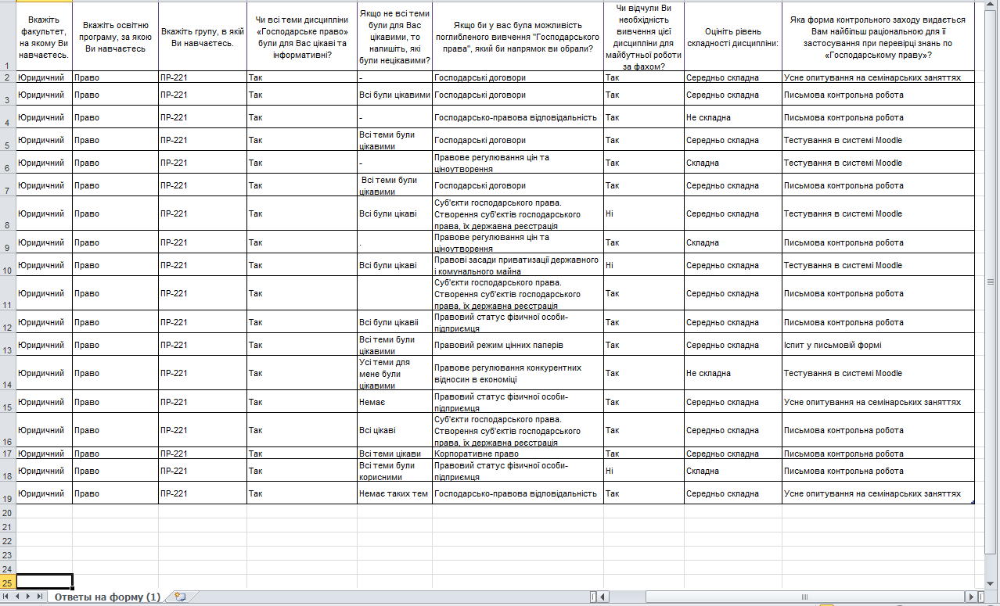 Вкажіть факультет, на якому Ви навчаєтесь.
Вкажіть освітню програму, за якою Ви навчаєтесь
Вкажіть групу, в якій Ви навчаєтесь.
Чи всі теми дисципліни «Господарське право» були для Вас цікаві та інформативні?
Якщо не всі теми були для Вас цікавими, то напишіть, які були нецікавими?
Якщо би у вас була можливість поглибленого вивчення "Господарського права", який би напрямок ви обрали?
Чи відчули Ви необхідність вивчення цієї дисципліни для майбутньої роботи за фахом?
Оцініть рівень складності дисципліни:
Яка форма контрольного заходу видається Вам найбільш раціональною для її застосування при перевірці знань по «Господарському праву»?
1
2 Юридичний Право ПР-221 Так - Господарські договори Так Середньо складна Усне опитування на семінарських заняттях
3 Юридичний Право ПР-221 Так Всі були цікавими Господарські договори Так Середньо складна Письмова контрольна робота
4 Юридичний Право ПР-221 Так - Господарсько-правова відповідальність Так Не складна Письмова контрольна робота
5 Юридичний Право ПР-221 Так Всі теми були цікавими Господарські договори Так Середньо складна Тестування в системі Moodle
6 Юридичний Право ПР-221 Так - Правове регулювання цін та ціноутворення Так Складна Тестування в системі Moodle
7 Юридичний Право ПР-221 Так Всі теми були цікавими Господарські договори Так Середньо складна Письмова контрольна робота
8 Юридичний Право ПР-221 Так Всі були цікаві Суб'єкти господарського права. Створення суб'єктів господарського права, їх державна реєстрація Ні Середньо складна Тестування в системі Moodle
9 Юридичний Право ПР-221 Так . Правове регулювання цін та ціноутворення Так Складна Письмова контрольна робота
10 Юридичний Право ПР-221 Так Всі були цікаві Правові засади приватизації державного і комунального майна Ні Середньо складна Тестування в системі Moodle
11 Юридичний Право ПР-221 Так Суб'єкти господарського права. Створення суб'єктів господарського права, їх державна реєстрація Так Середньо складна Письмова контрольна робота
12 Юридичний Право ПР-221 Так Всі були цікавіі Правовий статус фізичної особи-підприємця Так Середньо складна Письмова контрольна робота
13 Юридичний Право ПР-221 Так Всі теми були цікавими Правовий режим цінних паперів Так Середньо складна Іспит у письмовій формі
14 Юридичний Право ПР-221 Так Усі теми для мене були цікавими Правове регулювання конкурентних відносин в економіці Так Не складна Тестування в системі Moodle
15 Юридичний Право ПР-221 Так Немає Правовий статус фізичної особи-підприємця Так Середньо складна Усне опитування на семінарських заняттях
16 Юридичний Право ПР-221 Так Всі цікаві Суб'єкти господарського права. Створення суб'єктів господарського права, їх державна реєстрація Так Середньо складна Письмова контрольна робота
17 Юридичний Право ПР-221 Так Всі теми цікави Корпоративне право Так Середньо складна Письмова контрольна робота
18 Юридичний Право ПР-221 Так Всі теми були корисними Правовий статус фізичної особи-підприємця Ні Складна Письмова контрольна робота
19 Юридичний Право ПР-221 Так Немає таких тем Господарсько-правова відповідальність Так Середньо складна Усне опитування на семінарських заняттях
20
21
22
23
24
25
Ответы на форму (1)